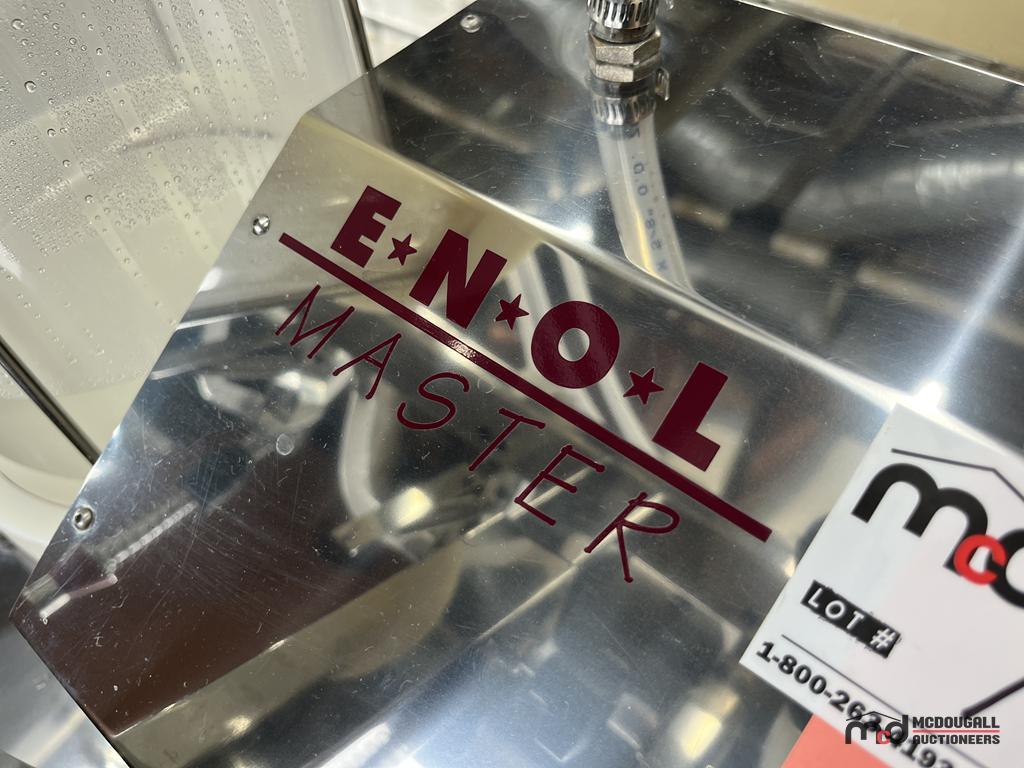 E★N★O★L
MASTER
LOT #
MCDOUGALL
AUCTIONEERS